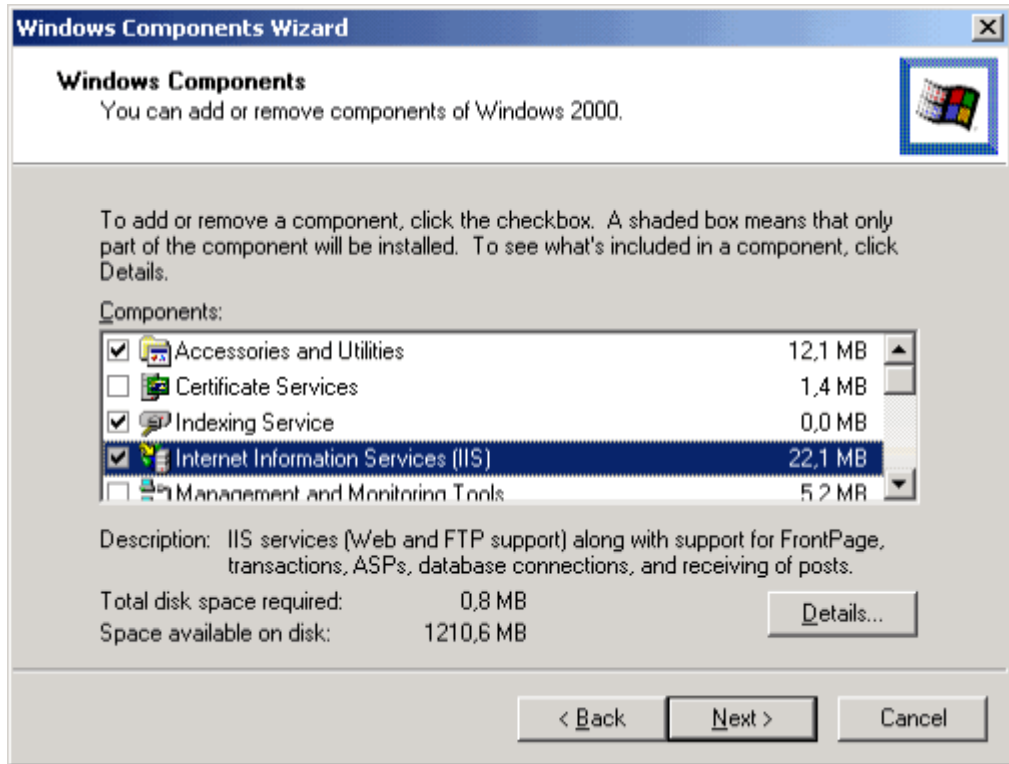 Windows Components Wizard
Windows Components
You can add or remove components of Windows 2000.
To add or remove a component, click the checkbox. A shaded box means that only
part of the component will be installed. To see what's included in a component, click
Details.
Components:
Accessories and Utilities 12,1 MB
Certificate Services 1,4 MB
Indexing Service 0,0 MB
Internet Information Services (IIS) 22,1 MB
Management and Monitoring Tools 5,2 MB
Description: IIS services (Web and FTP support) along with support for FrontPage,
transactions, ASPs, database connections, and receiving of posts.
Total disk space required: 0,8 MB
Space available on disk: 1210,6 MB
Details...
< Back Next > Cancel